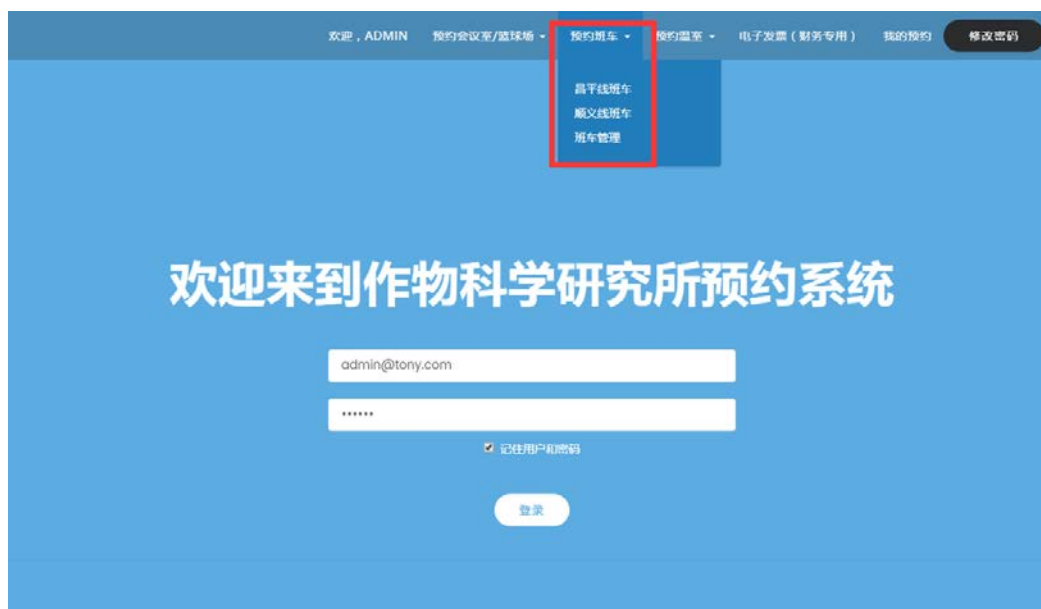 欢迎，ADMIN 预约会议室/篮球场 预约班车 预约温室 电子发票（财务专用） 我的预约 修改密码
昌平线班车
顺义线班车
班车管理
欢迎来到作物科学研究所预约系统
admin@tony.com
••••••
记住用户和密码
登录